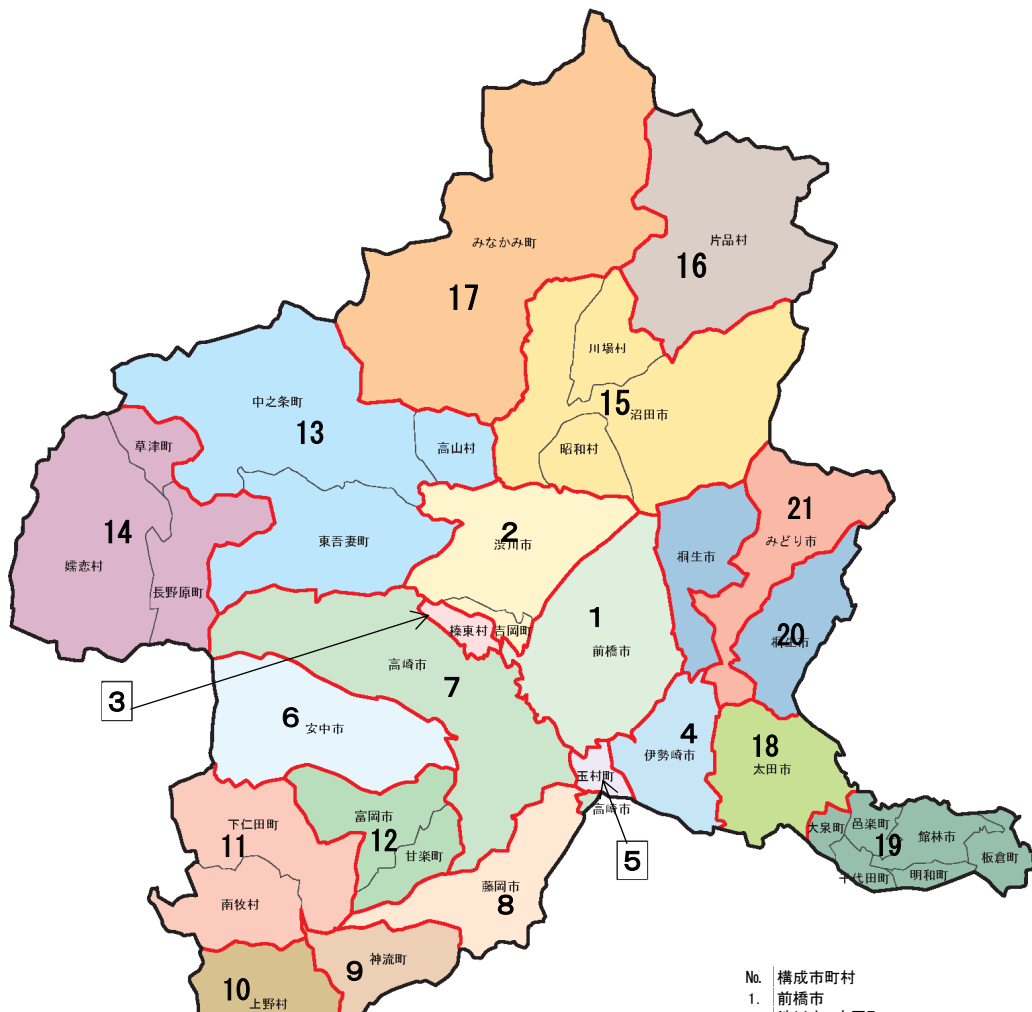 みなかみ町
17
片品村
16
川場村
15
沼田市
昭和村
中之条町
13
高山村
草津町
14
嬬恋村
長野原町
東吾妻町
2
渋川市
桐生市
21
みどり市
1
前橋市
20
桐生市
榛東村
吉岡町
3
高崎市
7
6
安中市
4
伊勢崎市
18
太田市
玉村町
高崎市
5
富岡市
12
甘楽町
下仁田町
11
南牧村
藤岡市
8
大泉町
邑楽町
19
館林市
板倉町
千代田町
明和町
9
神流町
10
上野村
No. 構成市町村
1. 前橋市